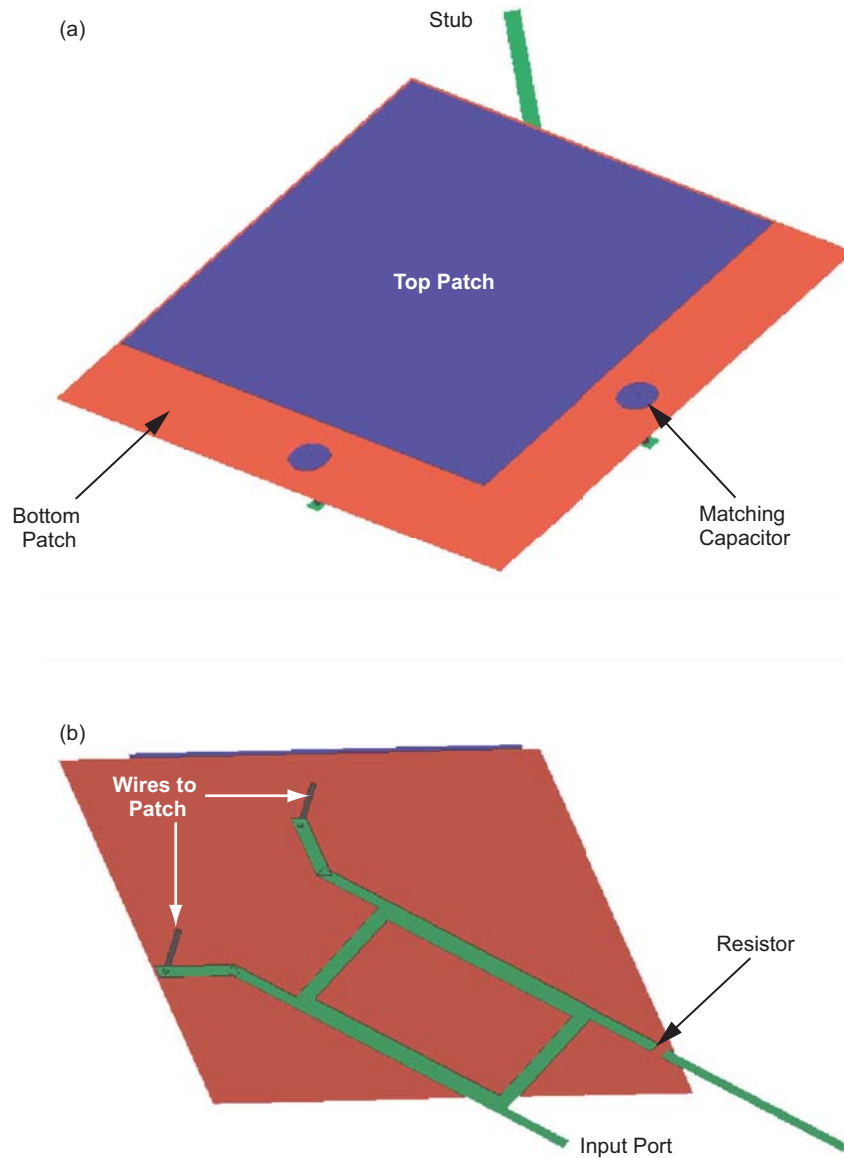 (a)
Stub
Top Patch
Bottom
Patch
Matching
Capacitor
(b)
Wires to
Patch
Resistor
Input Port